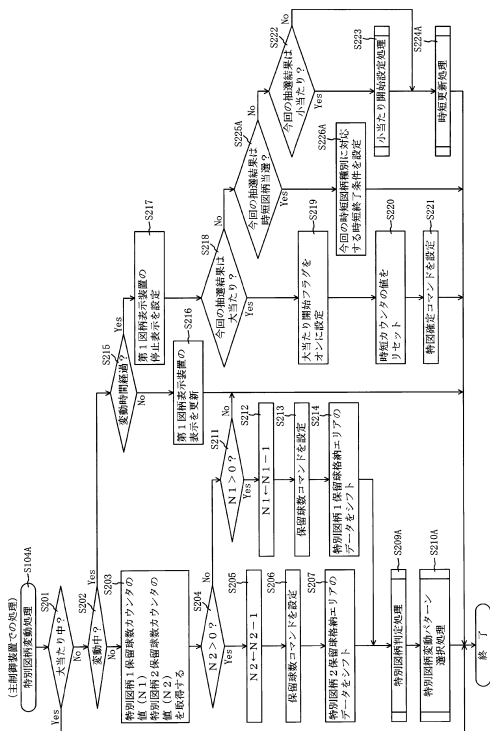 (主制御装置での処理)
特別図柄変動処理
S104A
大当たり中?
S201
Yes
No
変動中?
S202
Yes
No
特別図柄1保留球数カウンタの
値(N1)
特別図柄2保留球数カウンタの
値(N2)
を取得する
S203
N2>0?
S204
No
Yes
N2←N2-1
S205
保留球数コマンドを設定
S206
特別図柄2保留球格納エリアの
データをシフト
S207
N1>0?
S211
No
Yes
N1←N1-1
S212
保留球数コマンドを設定
S213
特別図柄1保留球格納エリアの
データをシフト
S214
特別図柄判定処理
S209A
特別図柄変動パターン
選択処理
S210A
終了
変動時間経過?
S215
Yes
No
第1図柄表示装置の
表示を更新
S216
第1図柄表示装置の
停止表示を設定
S217
今回の抽選結果は
大当たり?
S218
No
Yes
大当たり開始フラグを
オンに設定
S219
時短カウンタの値を
リセット
S220
特図確定コマンドを設定
S221
今回の抽選結果は
時短図柄当選?
S225A
No
Yes
今回の時短図柄種別に対応
する時短終了条件を設定
S226A
今回の抽選結果は
小当たり?
S222
No
Yes
小当たり開始設定処理
S223
時短更新処理
S224A